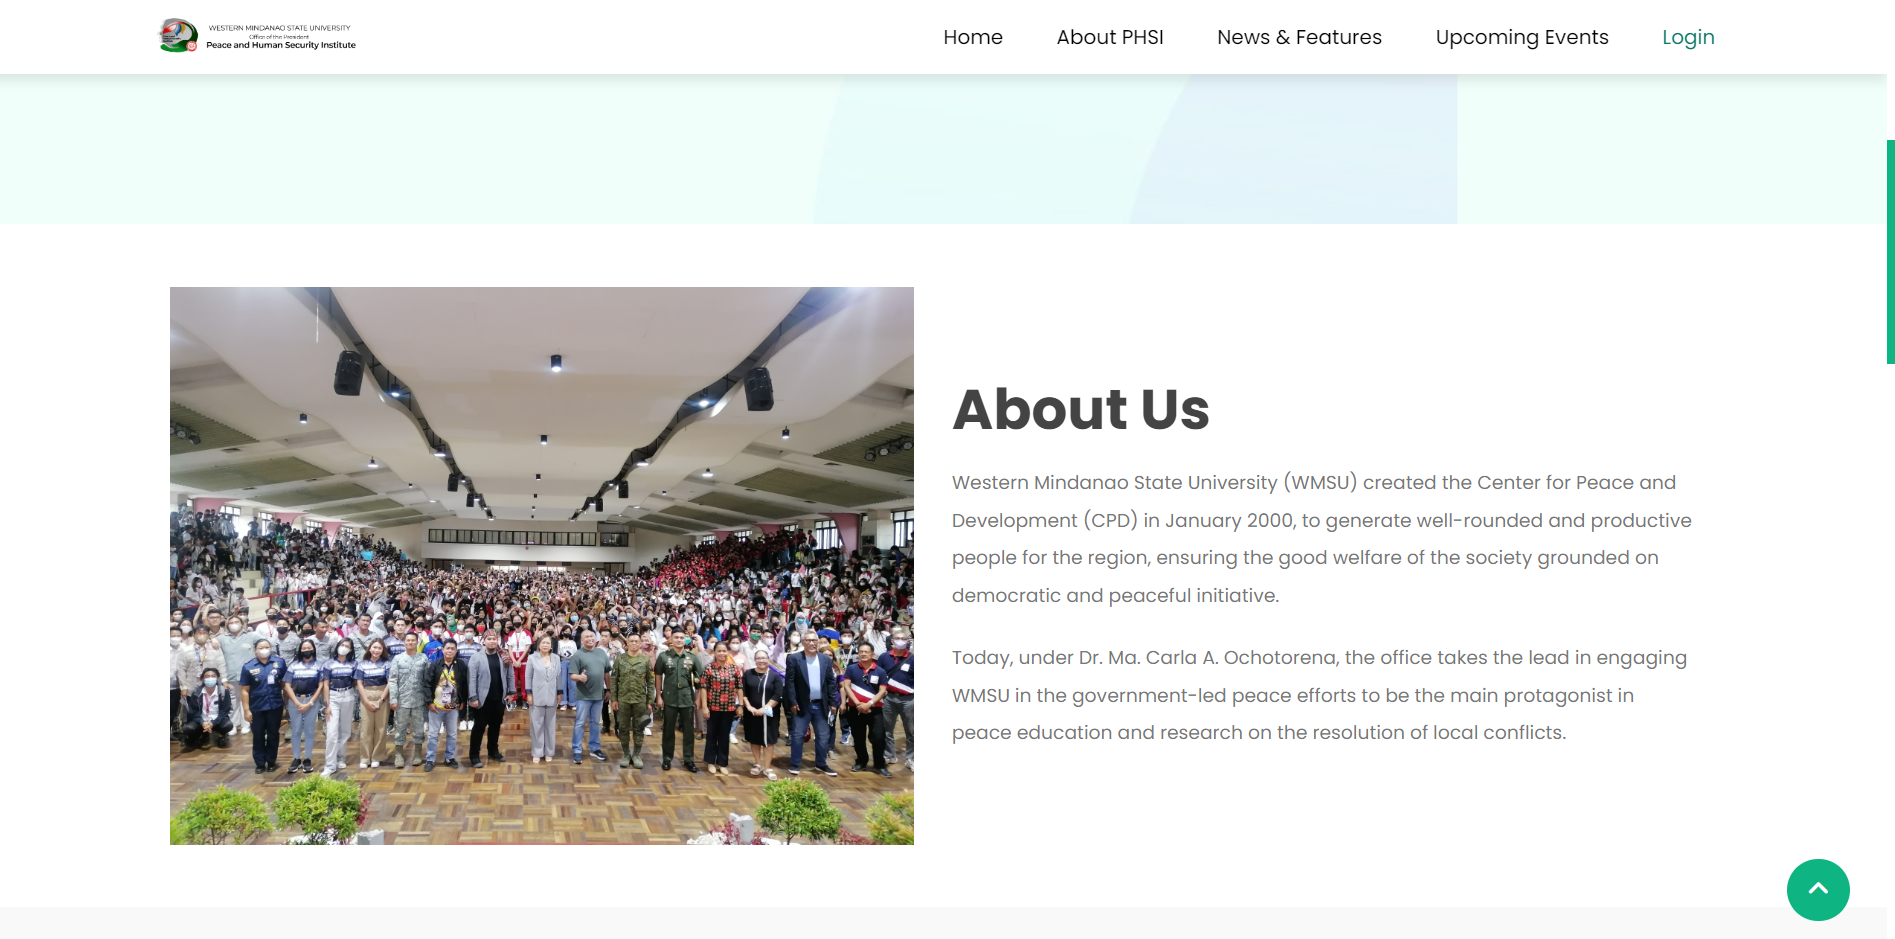 WESTERN MINDANAO STATE UNIVERSITY
Office of the President
Peace and Human Security Institute
Home
About PHSI
News & Features
Upcoming Events
Login
About Us
Western Mindanao State University (WMSU) created the Center for Peace and
Development (CPD) in January 2000, to generate well-rounded and productive
people for the region, ensuring the good welfare of the society grounded on
democratic and peaceful initiative.
Today, under Dr. Ma. Carla A. Ochotorena, the office takes the lead in engaging
WMSU in the government-led peace efforts to be the main protagonist in
peace education and research on the resolution of local conflicts.